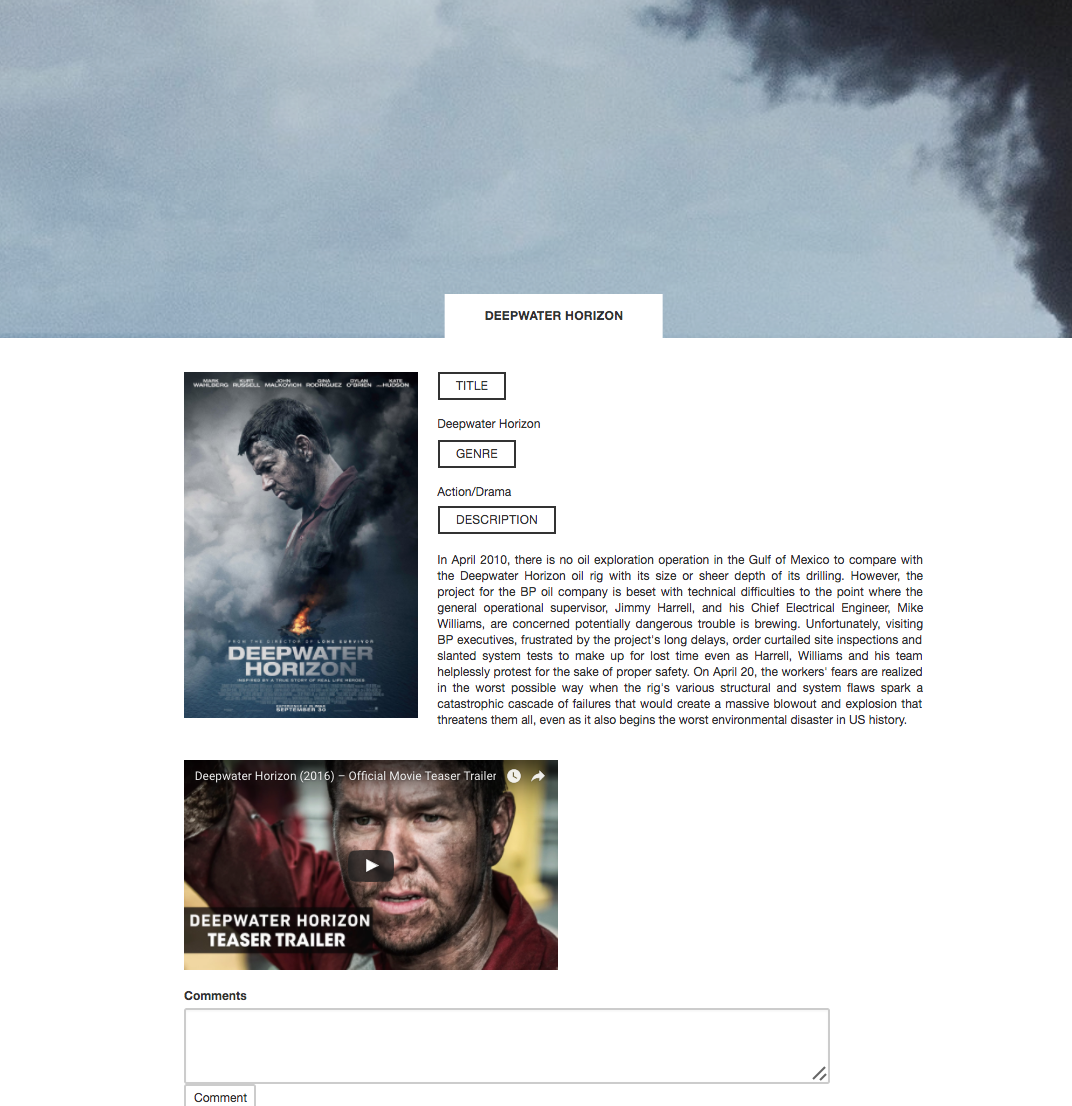 DEEPWATER HORIZON
MARK WAHLBERG KURT RUSSELL JOHN MALKOVICH GINA RODRIGUEZ DYLAN O'BRIEN AND KATE HUDSON
FROM THE DIRECTOR OF LONE SURVIVOR
DEEPWATER
HORIZON
INSPIRED BY A TRUE STORY OF REAL LIFE HEROES
SEPTEMBER 30
TITLE
Deepwater Horizon
GENRE
Action/Drama
DESCRIPTION
In April 2010, there is no oil exploration operation in the Gulf of Mexico to compare with
the Deepwater Horizon oil rig with its size or sheer depth of its drilling. However, the
project for the BP oil company is beset with technical difficulties to the point where the
general operational supervisor, Jimmy Harrell, and his Chief Electrical Engineer, Mike
Williams, are concerned potentially dangerous trouble is brewing. Unfortunately, visiting
BP executives, frustrated by the project's long delays, order curtailed site inspections and
slanted system tests to make up for lost time even as Harrell, Williams and his team
helplessly protest for the sake of proper safety. On April 20, the workers' fears are realized
in the worst possible way when the rig's various structural and system flaws spark a
catastrophic cascade of failures that would create a massive blowout and explosion that
threatens them all, even as it also begins the worst environmental disaster in US history.
Deepwater Horizon (2016) – Official Movie Teaser Trailer
DEEPWATER HORIZON
TEASER TRAILER
Comments
Comment